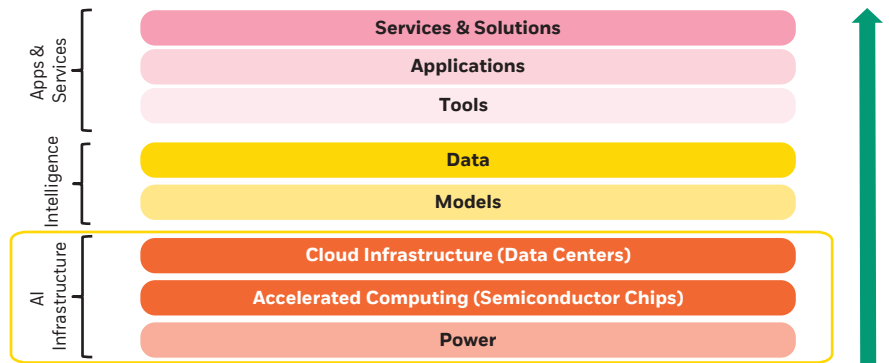 Apps &
Services
Services & Solutions
Applications
Tools
Intelligence
Data
Models
AI
Infrastructure
Cloud Infrastructure (Data Centers)
Accelerated Computing (Semiconductor Chips)
Power